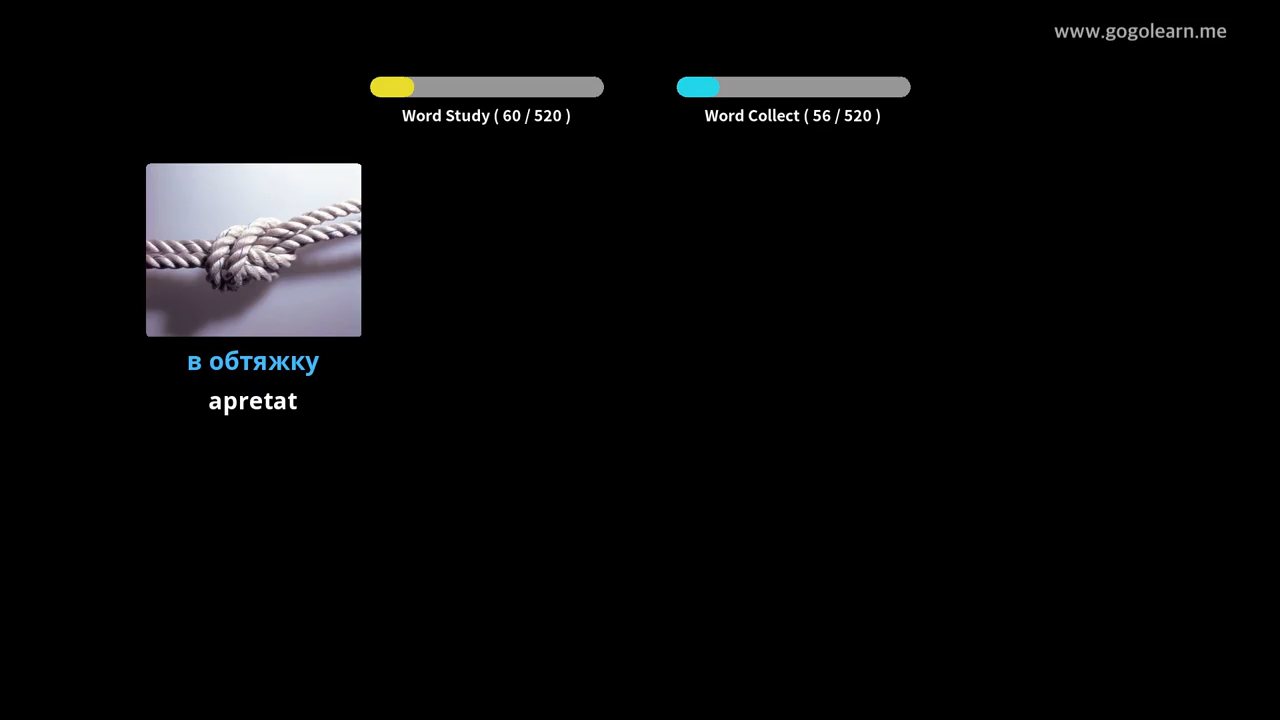 www.gogolearn.me
Word Study ( 60 / 520 )
Word Collect ( 56 / 520 )
в обтяжку
apretat